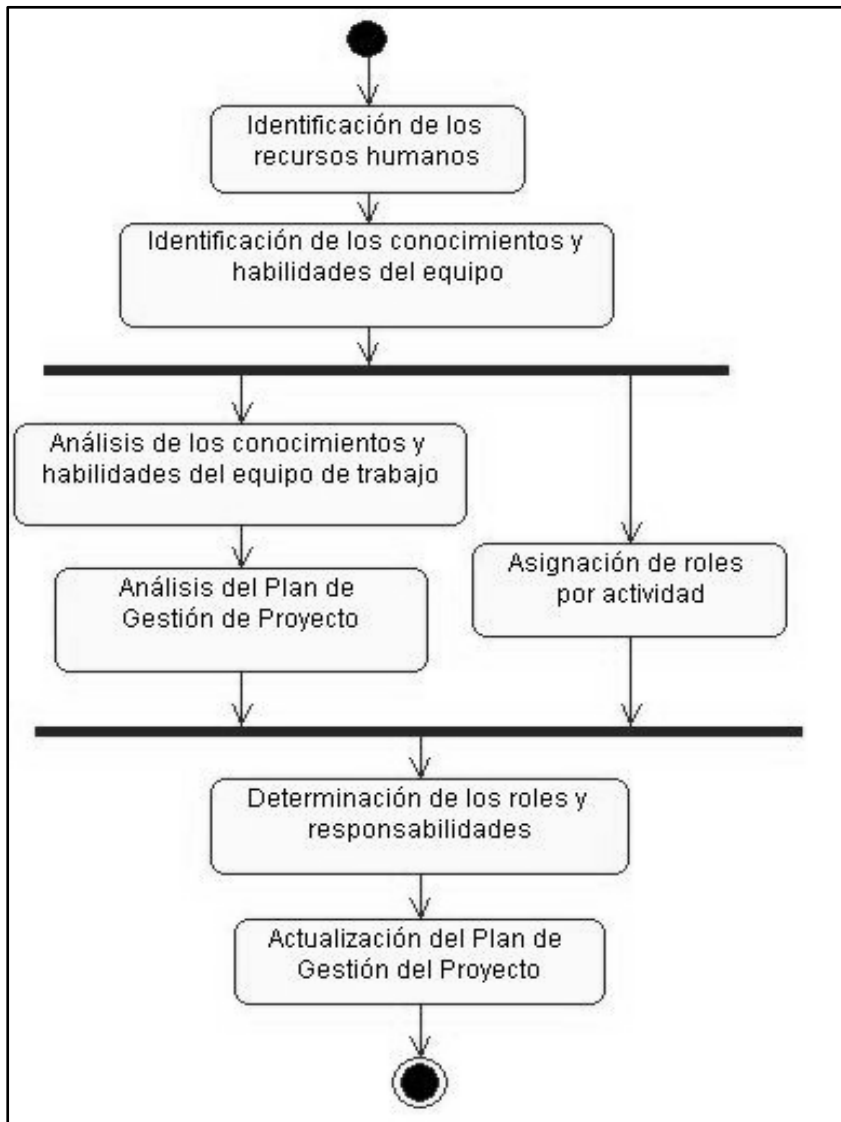 Identificación de los
recursos humanos
Identificación de los conocimientos y
habilidades del equipo
Análisis de los conocimientos y
habilidades del equipo de trabajo
Análisis del Plan de
Gestión de Proyecto
Asignación de roles
por actividad
Determinación de los roles y
responsabilidades
Actualización del Plan de
Gestión del Proyecto